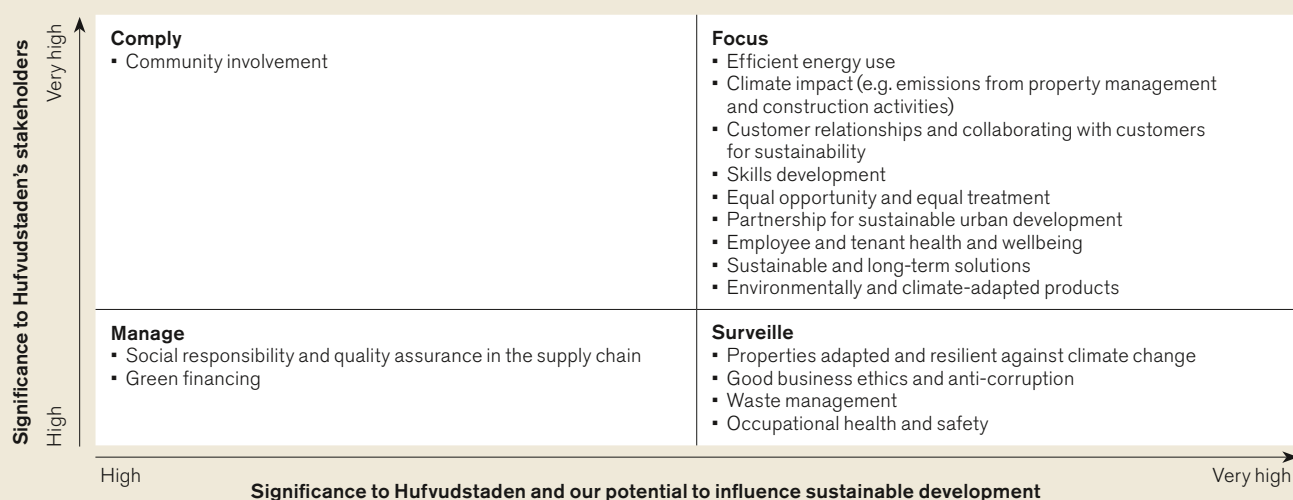 Significance to Hufvudstaden's stakeholders
Very high
High
Comply
▪ Community involvement
Focus
▪ Efficient energy use
▪ Climate impact (e.g. emissions from property management
and construction activities)
▪ Customer relationships and collaborating with customers
for sustainability
▪ Skills development
▪ Equal opportunity and equal treatment
▪ Partnership for sustainable urban development
▪ Employee and tenant health and wellbeing
▪ Sustainable and long-term solutions
▪ Environmentally and climate-adapted products
Manage
▪ Social responsibility and quality assurance in the supply chain
▪ Green financing
Surveille
▪ Properties adapted and resilient against climate change
▪ Good business ethics and anti-corruption
▪ Waste management
▪ Occupational health and safety
High
Very high
Significance to Hufvudstaden and our potential to influence sustainable development